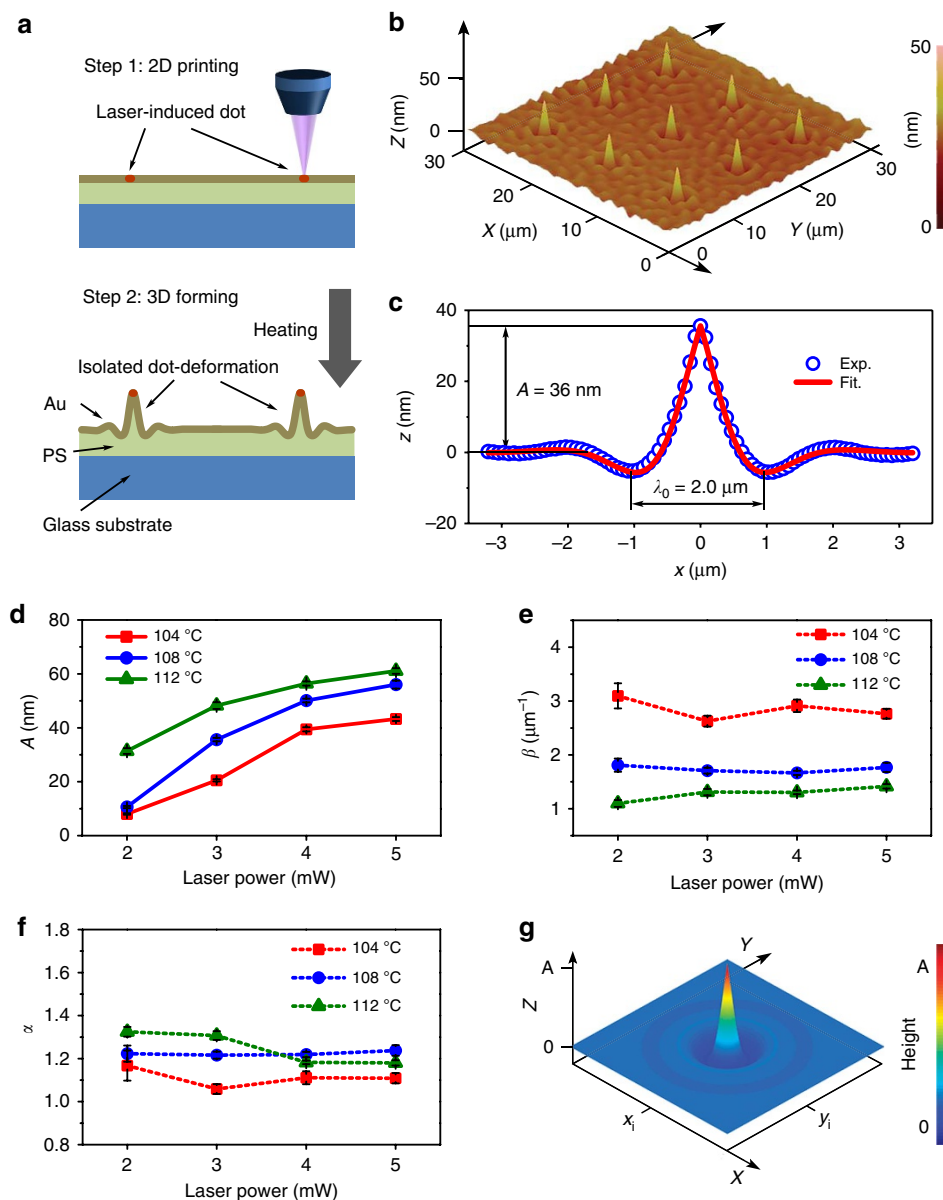 a
Step 1: 2D printing
Laser-induced dot
Step 2: 3D forming
Heating
Isolated dot-deformation
Au
PS
Glass substrate
b
50
0
Z (nm)
30
20
10
0
X (μm)
0
10
20
30
Y (μm)
50
(nm)
0
c
40
20
0
−20
z (nm)
A = 36 nm
Exp.
Fit.
λ0 = 2.0 μm
−3 −2 −1 0 1 2 3
x (μm)
d
80
60
40
20
0
A (nm)
104 °C
108 °C
112 °C
2 3 4 5
Laser power (mW)
e
4
3
2
1
β (μm−1)
104 °C
108 °C
112 °C
2 3 4 5
Laser power (mW)
f
1.8
1.6
1.4
1.2
1.0
0.8
α
104 °C
108 °C
112 °C
2 3 4 5
Laser power (mW)
g
A
Z
0
Y
xi
yi
X
A
Height
0